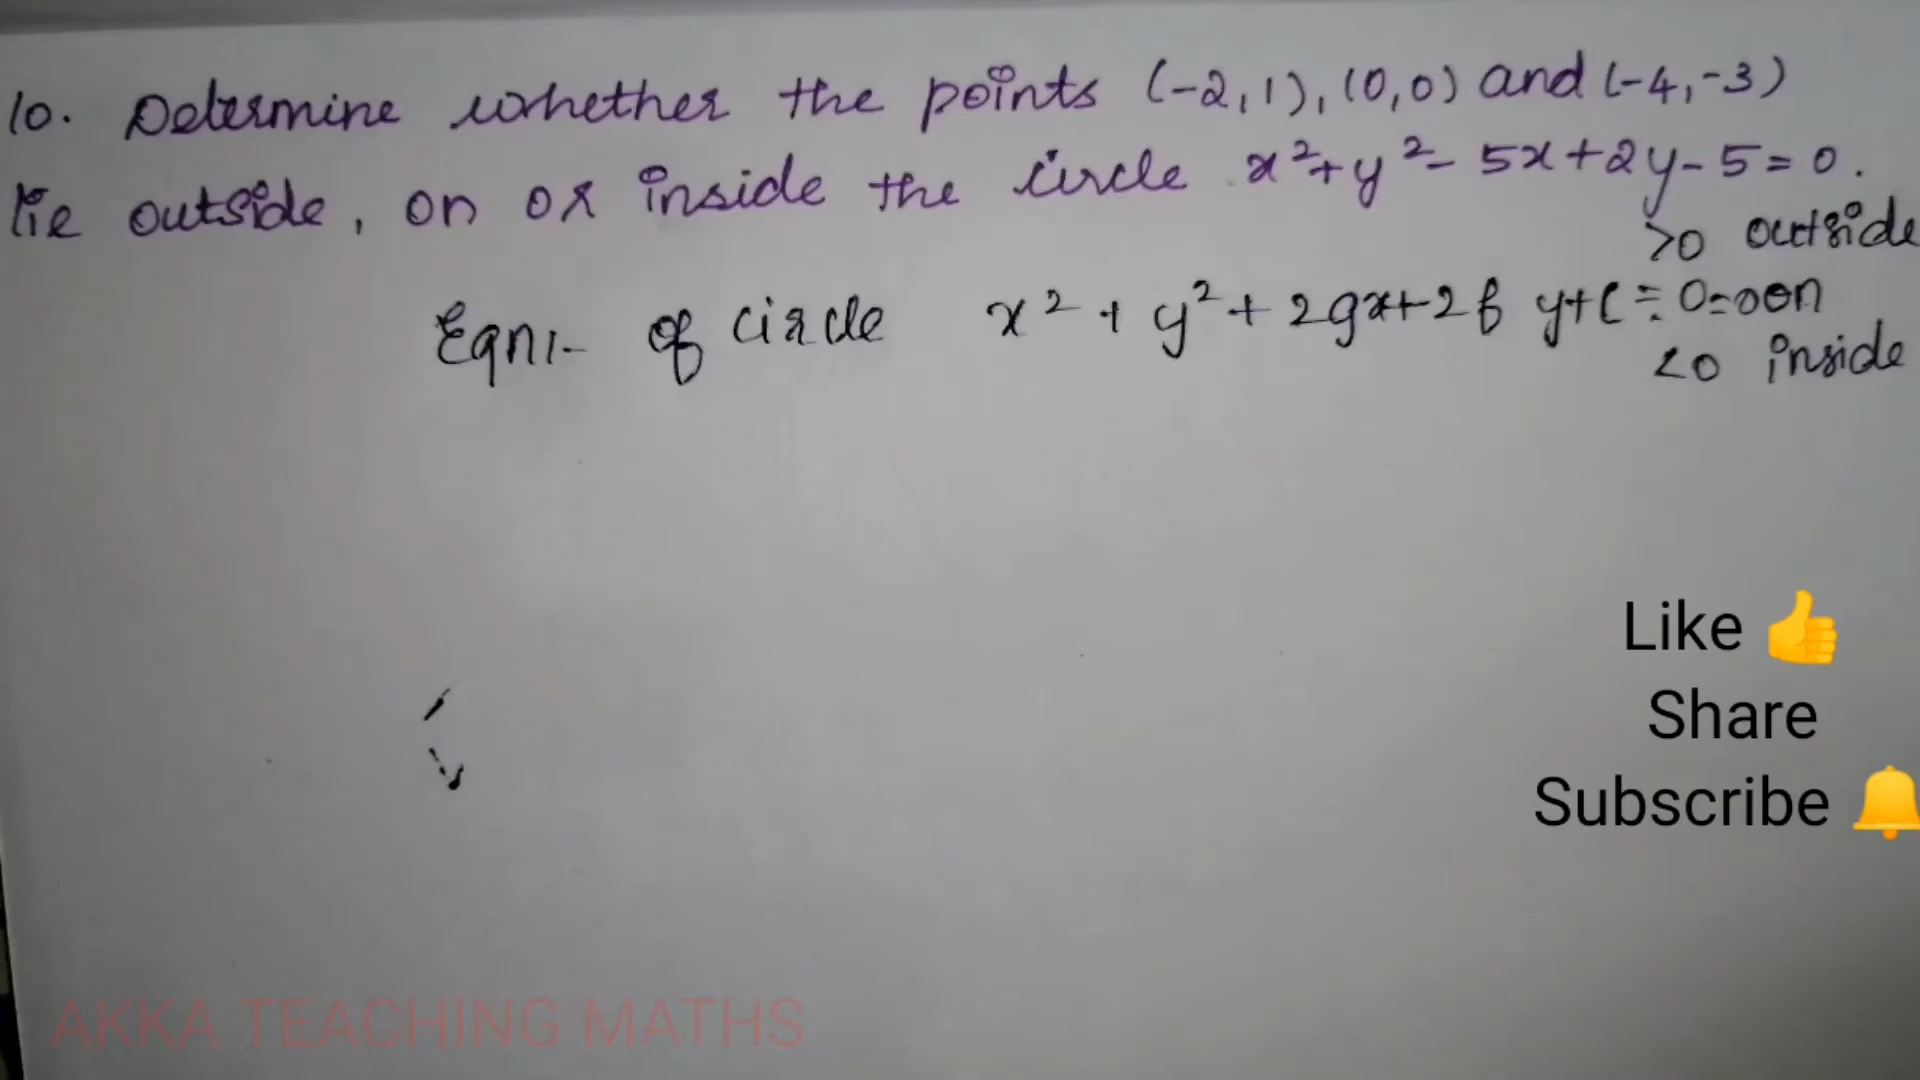 10. Determine whether the points (-2,1), (0,0) and (-4,-3)
lie outside, on or inside the circle x²+y²-5x+2y-5=0.
>0 outside
Eqn:- of circle x²+y²+2gx+2fy+c=0=0on
<0 inside
Like 👍
Share
Subscribe 🔔
AKKA TEACHING MATHS